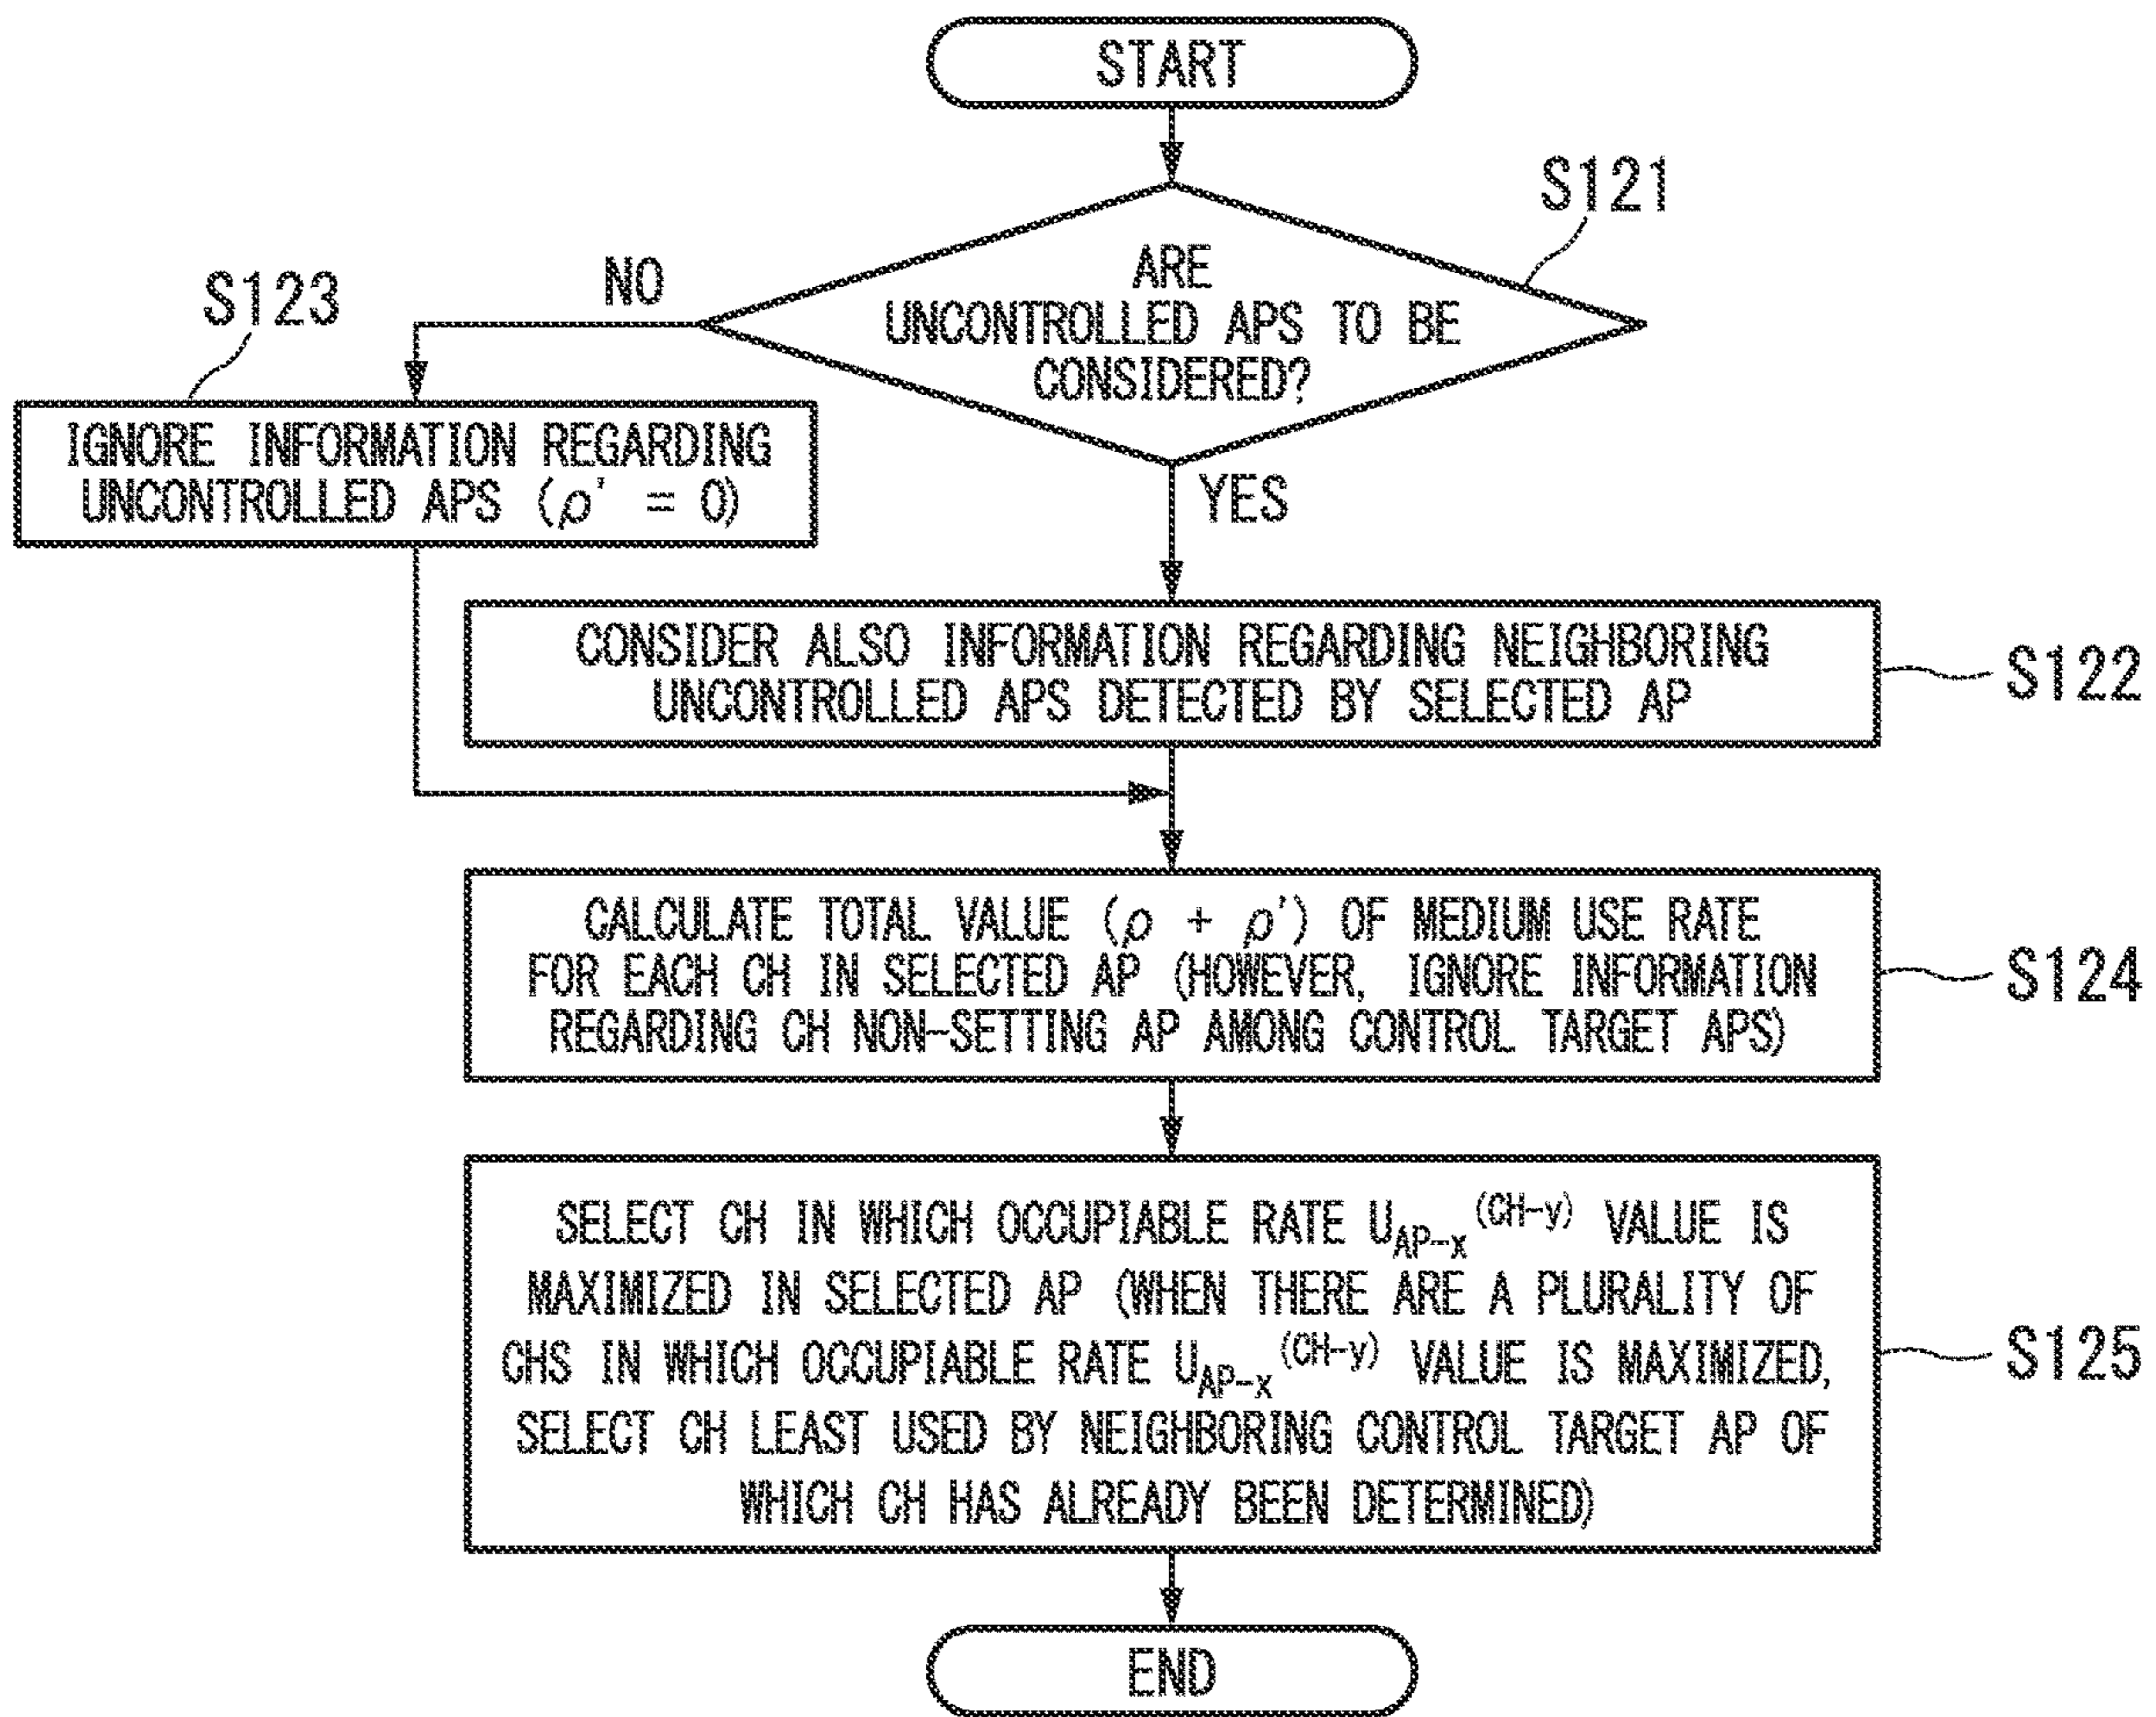 START
S121
ARE
UNCONTROLLED APS TO BE
CONSIDERED?
NO
S123
IGNORE INFORMATION REGARDING
UNCONTROLLED APS (ρ' = 0)
YES
CONSIDER ALSO INFORMATION REGARDING NEIGHBORING
UNCONTROLLED APS DETECTED BY SELECTED AP
S122
CALCULATE TOTAL VALUE (ρ + ρ') OF MEDIUM USE RATE
FOR EACH CH IN SELECTED AP (HOWEVER, IGNORE INFORMATION
REGARDING CH NON-SETTING AP AMONG CONTROL TARGET APS)
S124
SELECT CH IN WHICH OCCUPIABLE RATE U_AP-x^(CH-y) VALUE IS
MAXIMIZED IN SELECTED AP (WHEN THERE ARE A PLURALITY OF
CHS IN WHICH OCCUPIABLE RATE U_AP-x^(CH-y) VALUE IS MAXIMIZED,
SELECT CH LEAST USED BY NEIGHBORING CONTROL TARGET AP OF
WHICH CH HAS ALREADY BEEN DETERMINED)
S125
END